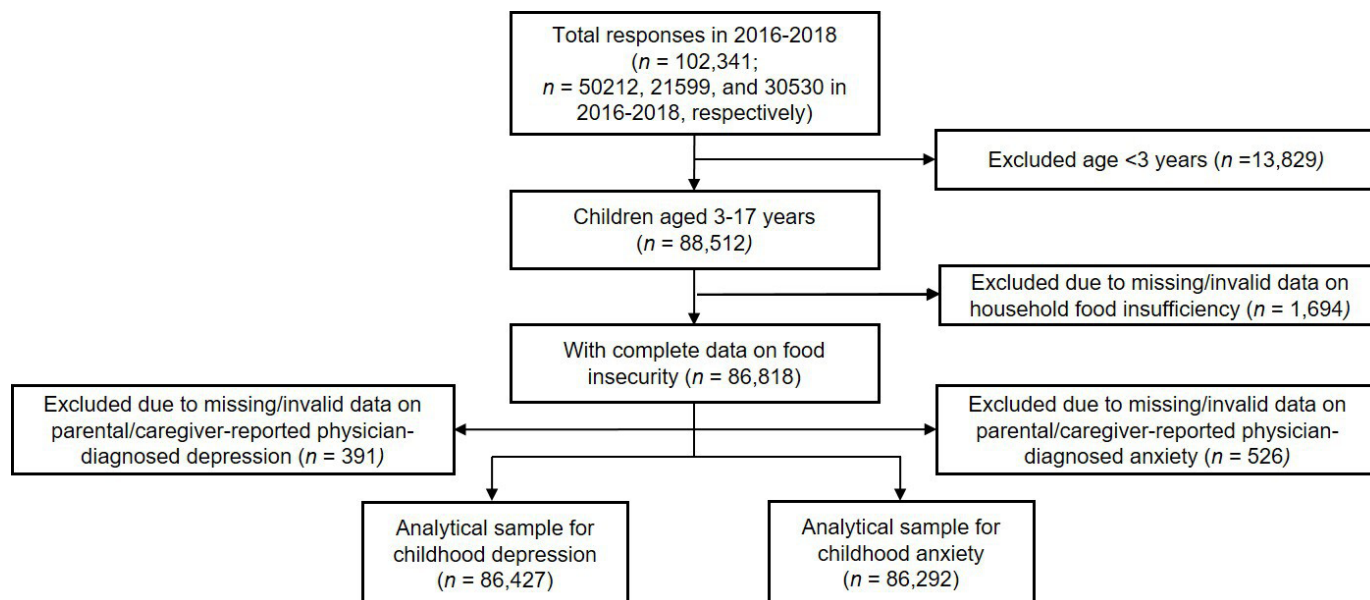 Total responses in 2016-2018
(n = 102,341;
n = 50212, 21599, and 30530 in
2016-2018, respectively)
Excluded age <3 years (n =13,829)
Children aged 3-17 years
(n = 88,512)
Excluded due to missing/invalid data on
household food insufficiency (n = 1,694)
With complete data on food
insecurity (n = 86,818)
Excluded due to missing/invalid data on
parental/caregiver-reported physician-
diagnosed depression (n = 391)
Excluded due to missing/invalid data on
parental/caregiver-reported physician-
diagnosed anxiety (n = 526)
Analytical sample for
childhood depression
(n = 86,427)
Analytical sample for
childhood anxiety
(n = 86,292)